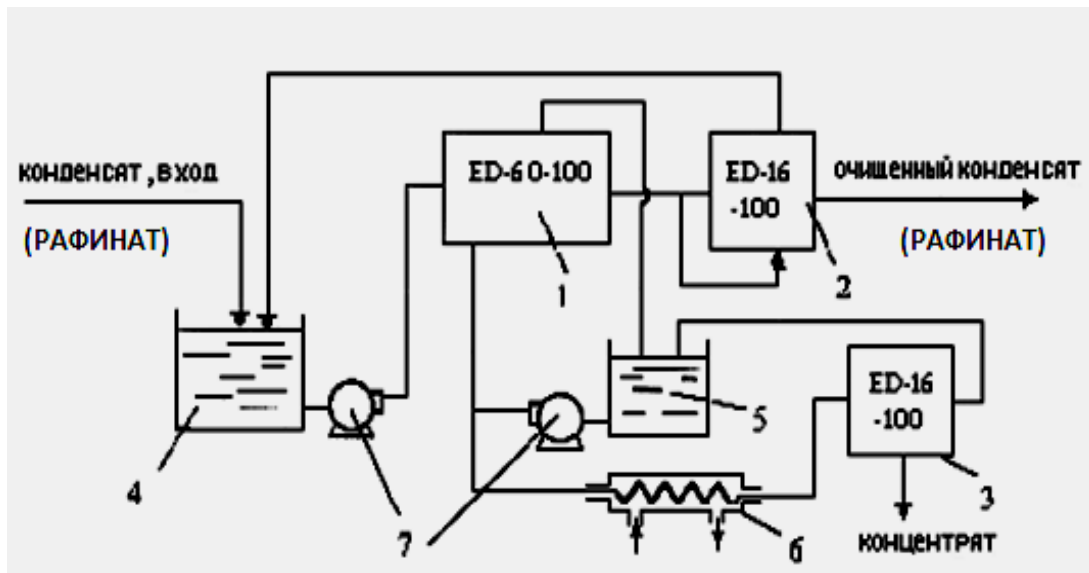 конденсат, вход
(РАФИНАТ)
ED-60-100
ED-16
-100
очищенный конденсат
(РАФИНАТ)
1
2
ED-16
-100
4
5
3
7
6
концентрат